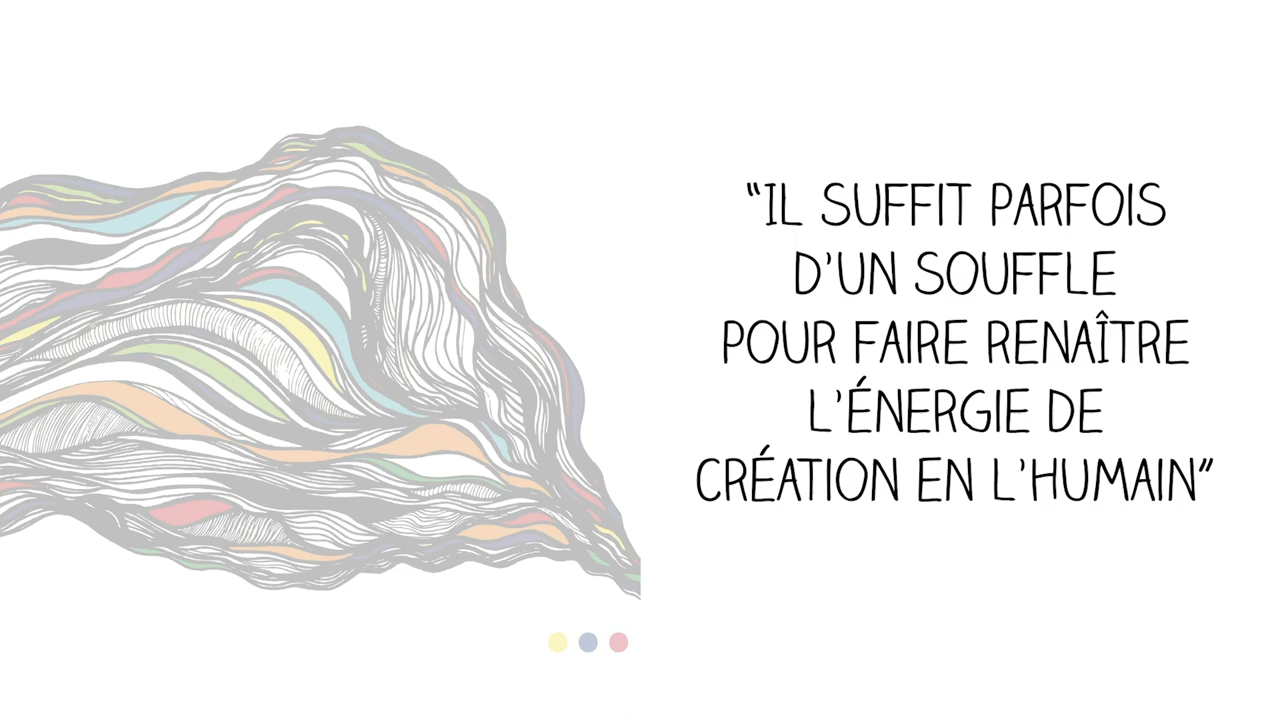 “IL SUFFIT PARFOIS
D’UN SOUFFLE
POUR FAIRE RENAÎTRE
L’ÉNERGIE DE
CRÉATION EN L’HUMAIN”